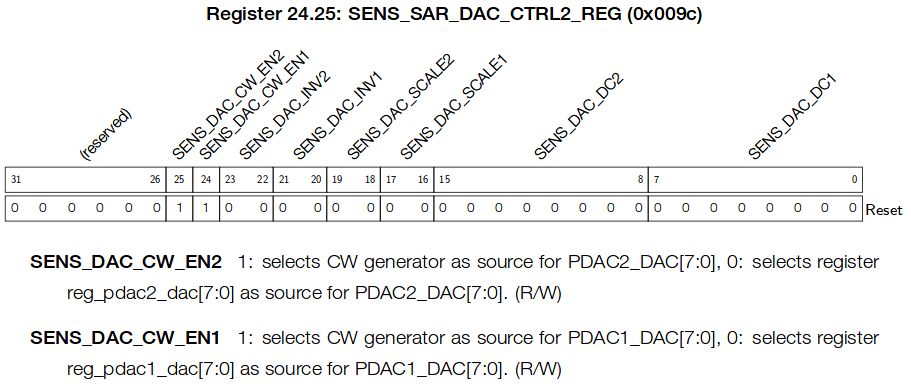 Register 24.25: SENS_SAR_DAC_CTRL2_REG (0x009c)
(reserved)
SENS_DAC_CW_EN2
SENS_DAC_CW_EN1
SENS_DAC_INV2
SENS_DAC_INV1
SENS_DAC_SCALE2
SENS_DAC_SCALE1
SENS_DAC_DC2
SENS_DAC_DC1
31 26 25 24 23 22 21 20 19 18 17 16 15 8 7 0
0 0 0 0 0 0 1 1 0 0 0 0 0 0 0 0 0 0 0 0 0 0 0 0 0 0 0 0 0 0 0 0 Reset
SENS_DAC_CW_EN2 1: selects CW generator as source for PDAC2_DAC[7:0], 0: selects register
reg_pdac2_dac[7:0] as source for PDAC2_DAC[7:0]. (R/W)
SENS_DAC_CW_EN1 1: selects CW generator as source for PDAC1_DAC[7:0], 0: selects register
reg_pdac1_dac[7:0] as source for PDAC1_DAC[7:0]. (R/W)